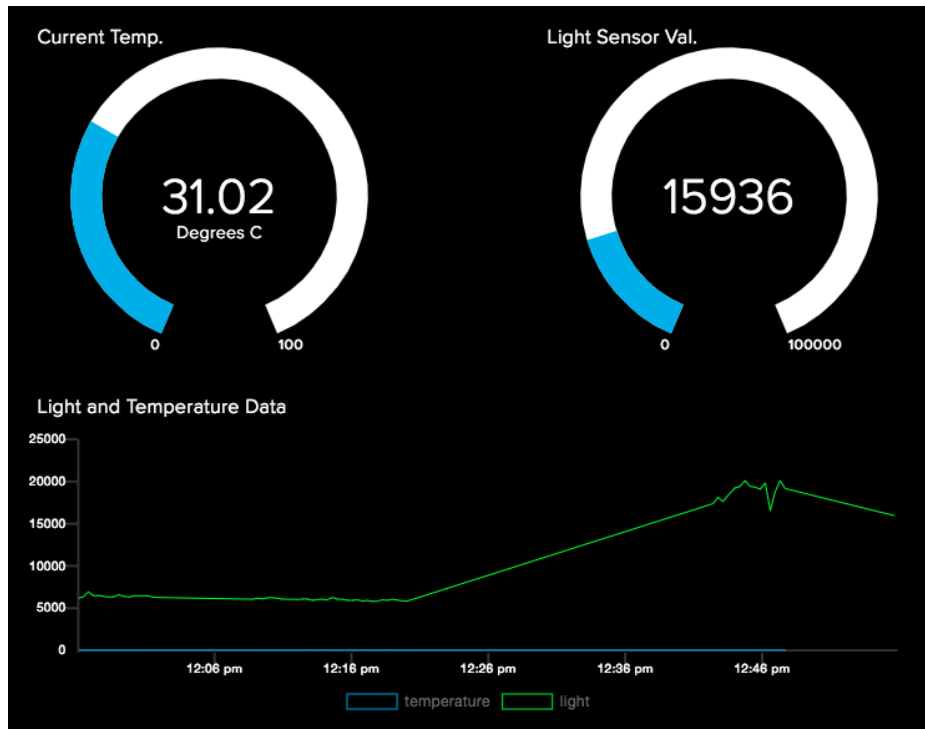 Current Temp.
Light Sensor Val.
31.02
Degrees C
0
100
15936
0
100000
Light and Temperature Data
25000
20000
15000
10000
5000
0
12:06 pm
12:16 pm
12:26 pm
12:36 pm
12:46 pm
temperature
light